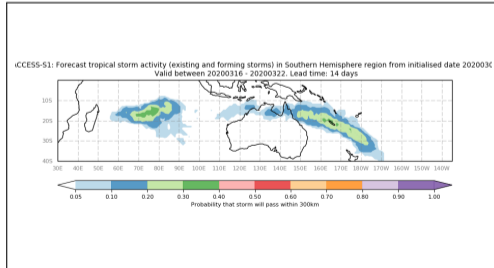 ACCESS-S1: Forecast tropical storm activity (existing and forming storms) in Southern Hemisphere region from initialised date 2020030
Valid between 20200316 - 20200322. Lead time: 14 days
10S
20S
30S
40S
30E 40E 50E 60E 70E 80E 90E 100E 110E 120E 130E 140E 150E 160E 170E 180W 170W 160W 150W 140W
0.05 0.10 0.20 0.30 0.40 0.50 0.60 0.70 0.80 0.90 1.00
Probability that storm will pass within 300km